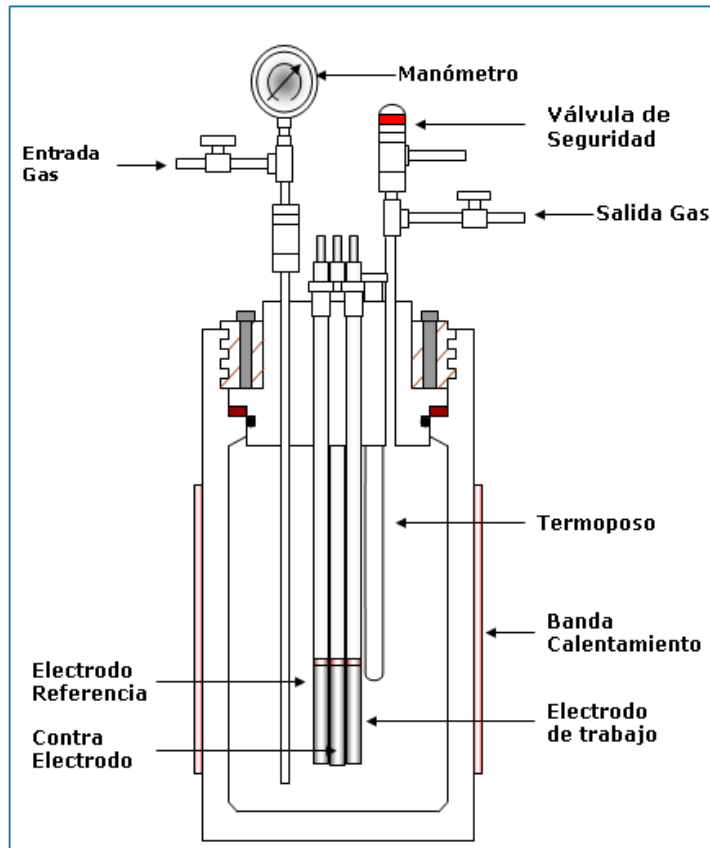 Manómetro
Válvula de
Seguridad
Entrada
Gas
Salida Gas
Termoposo
Banda
Calentamiento
Electrodo
Referencia
Electrodo
de trabajo
Contra
Electrodo